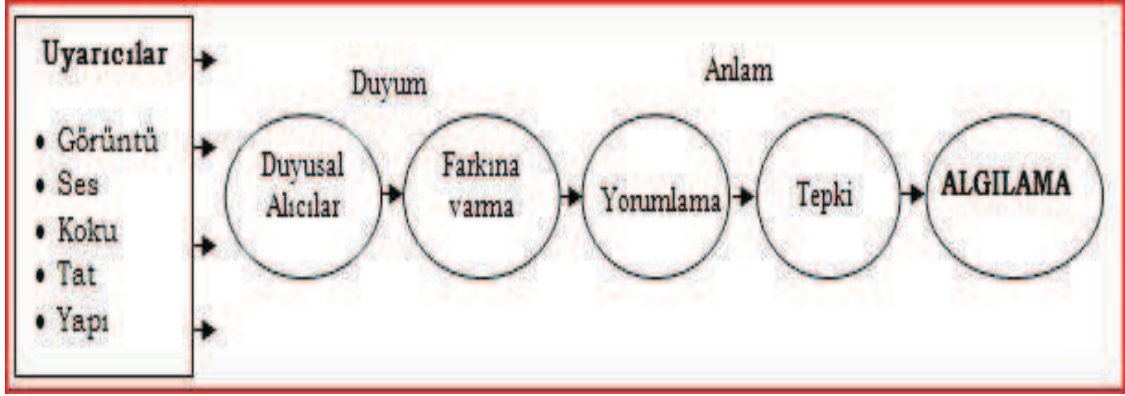 Uyarıcılar
• Görüntü
• Ses
• Koku
• Tat
• Yapı
Duyum
Anlam
Duyusal
Alıcılar
Farkına
varma
Yorumlama
Tepki
ALGILAMA